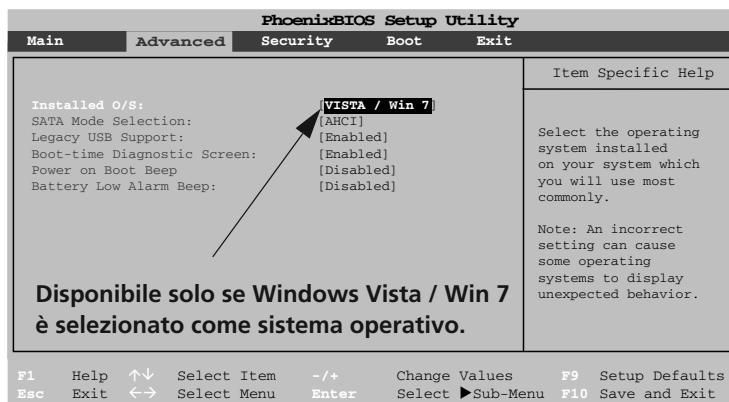 PhoenixBIOS Setup Utility
Main Advanced Security Boot Exit
Item Specific Help
Installed O/S: [VISTA / Win 7]
SATA Mode Selection: [AHCI]
Legacy USB Support: [Enabled]
Boot-time Diagnostic Screen: [Enabled]
Power on Boot Beep [Disabled]
Battery Low Alarm Beep: [Disabled]
Select the operating
system installed
on your system which
you will use most
commonly.
Note: An incorrect
setting can cause
some operating
systems to display
unexpected behavior.
Disponibile solo se Windows Vista / Win 7
è selezionato come sistema operativo.
F1 Help ↑↓ Select Item -/+ Change Values F9 Setup Defaults
Esc Exit ←→ Select Menu Enter Select ▶Sub-Menu F10 Save and Exit